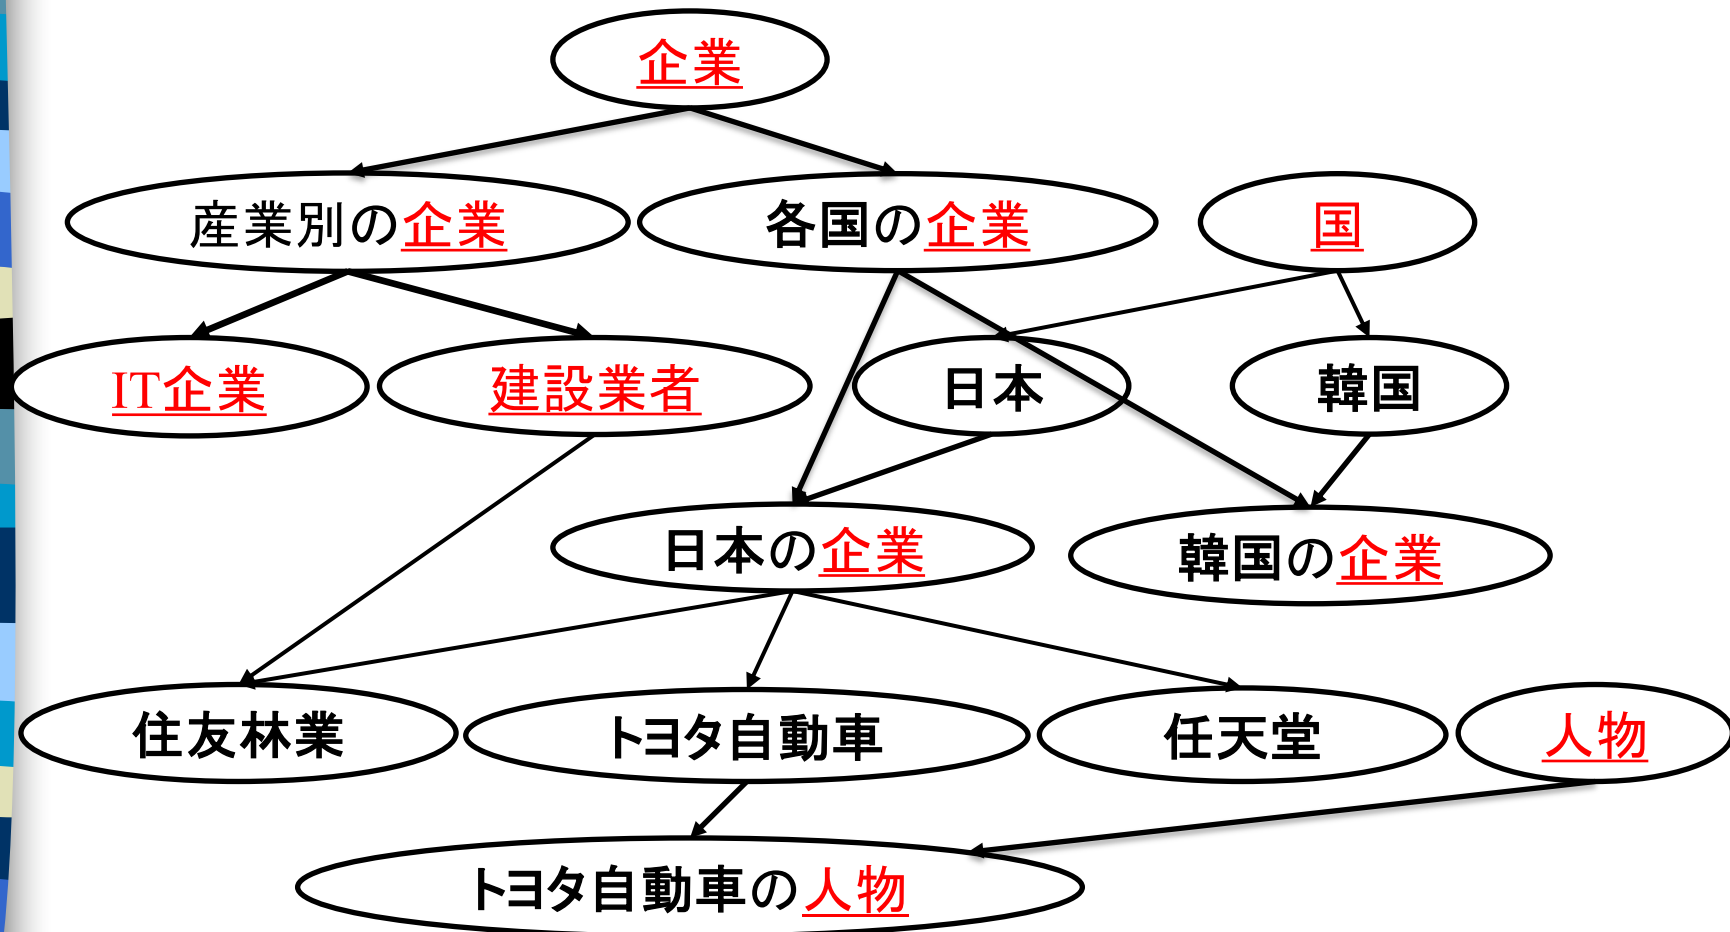 企業
産業別の企業
各国の企業
国
IT企業
建設業者
日本
韓国
日本の企業
韓国の企業
住友林業
トヨタ自動車
任天堂
人物
トヨタ自動車の人物